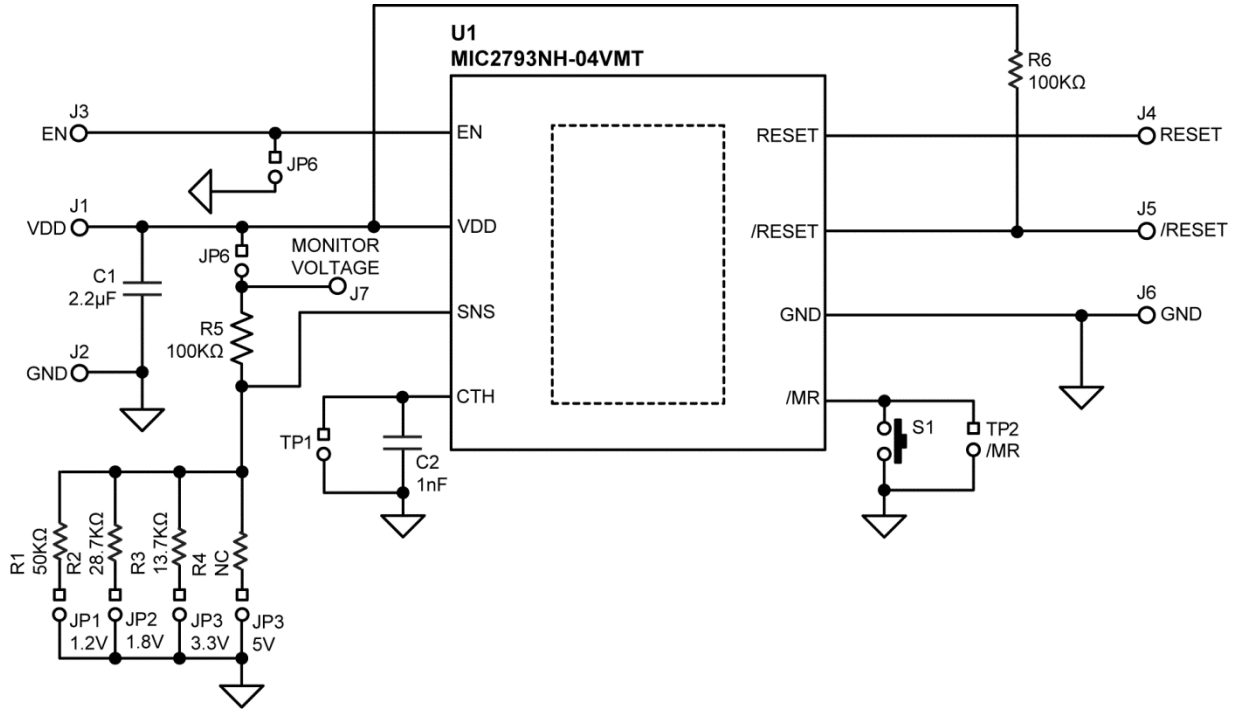 U1
MIC2793NH-04VMT
R6
100KΩ
J3
EN
EN
JP6
RESET
J4
RESET
J1
VDD
VDD
/RESET
J5
/RESET
JP6
MONITOR
VOLTAGE
J7
C1
2.2µF
SNS
GND
J6
GND
R5
100KΩ
J2
GND
CTH
/MR
TP1
C2
1nF
S1
TP2
/MR
R1
50KΩ
R2
28.7KΩ
R3
13.7KΩ
R4
NC
JP1
1.2V
JP2
1.8V
JP3
3.3V
JP3
5V